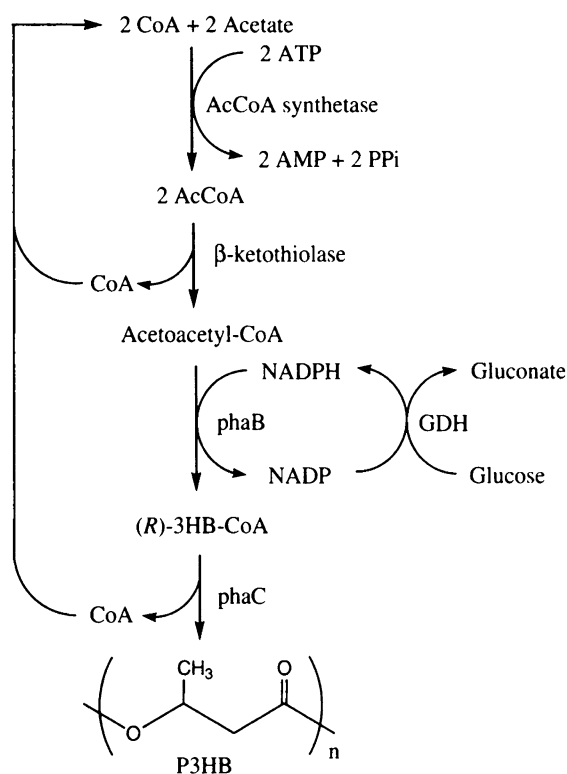 2 CoA + 2 Acetate
2 ATP
AcCoA synthetase
2 AMP + 2 PPi
2 AcCoA
β-ketothiolase
CoA
Acetoacetyl-CoA
NADPH
Gluconate
phaB
GDH
NADP
Glucose
(R)-3HB-CoA
phaC
CoA
CH3
O
O
n
P3HB